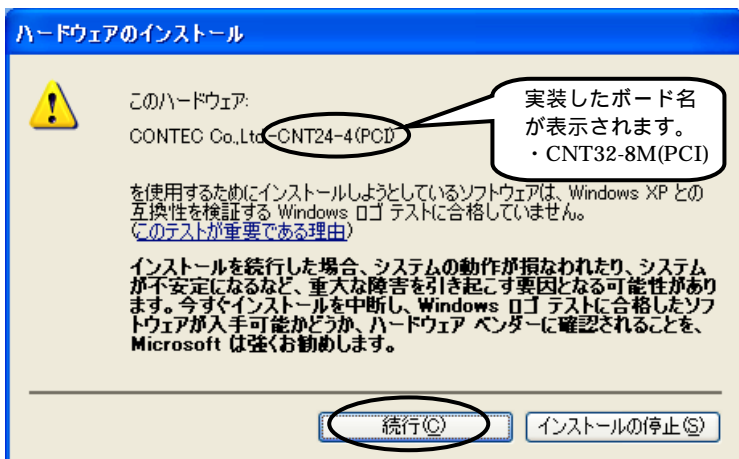 ハードウェアのインストール
このハードウェア:
CONTEC Co.,Ltd.-CNT24-4(PCI)
実装したボード名
が表示されます。
・CNT32-8M(PCI)
を使用するためにインストールしようとしているソフトウェアは、Windows XP との
互換性を検証する Windows ロゴ テストに合格していません。
(このテストが重要である理由)
インストールを続行した場合、システムの動作が損なわれたり、システム
が不安定になるなど、重大な障害を引き起こす要因となる可能性があり
ます。今すぐインストールを中断し、Windows ロゴ テストに合格したソフ
トウェアが入手可能かどうか、ハードウェア ベンダーに確認されることを、
Microsoft は強くお勧めします。
続行(C)
インストールの停止(S)